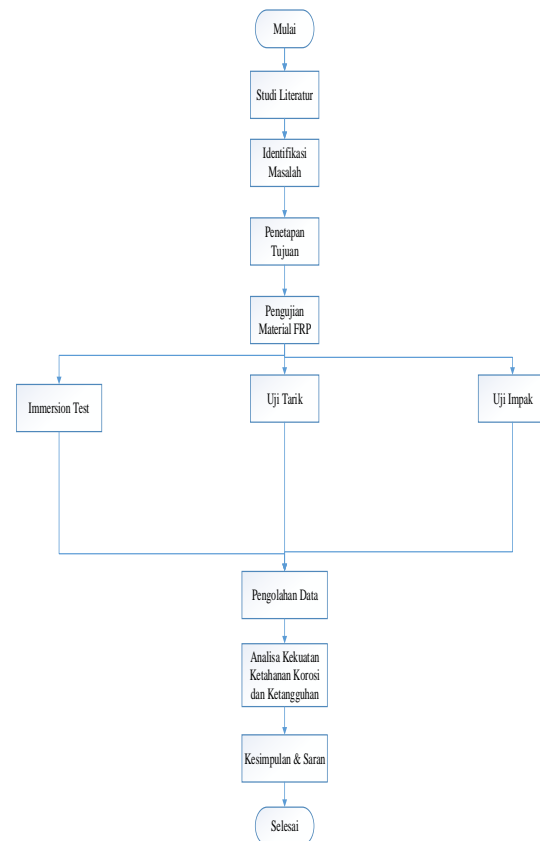 Mulai
Studi Literatur
Identifikasi
Masalah
Penetapan
Tujuan
Pengujian
Material FRP
Immersion Test
Uji Tarik
Uji Impak
Pengolahan Data
Analisa Kekuatan
Ketahanan Korosi
dan Ketangguhan
Kesimpulan & Saran
Selesai